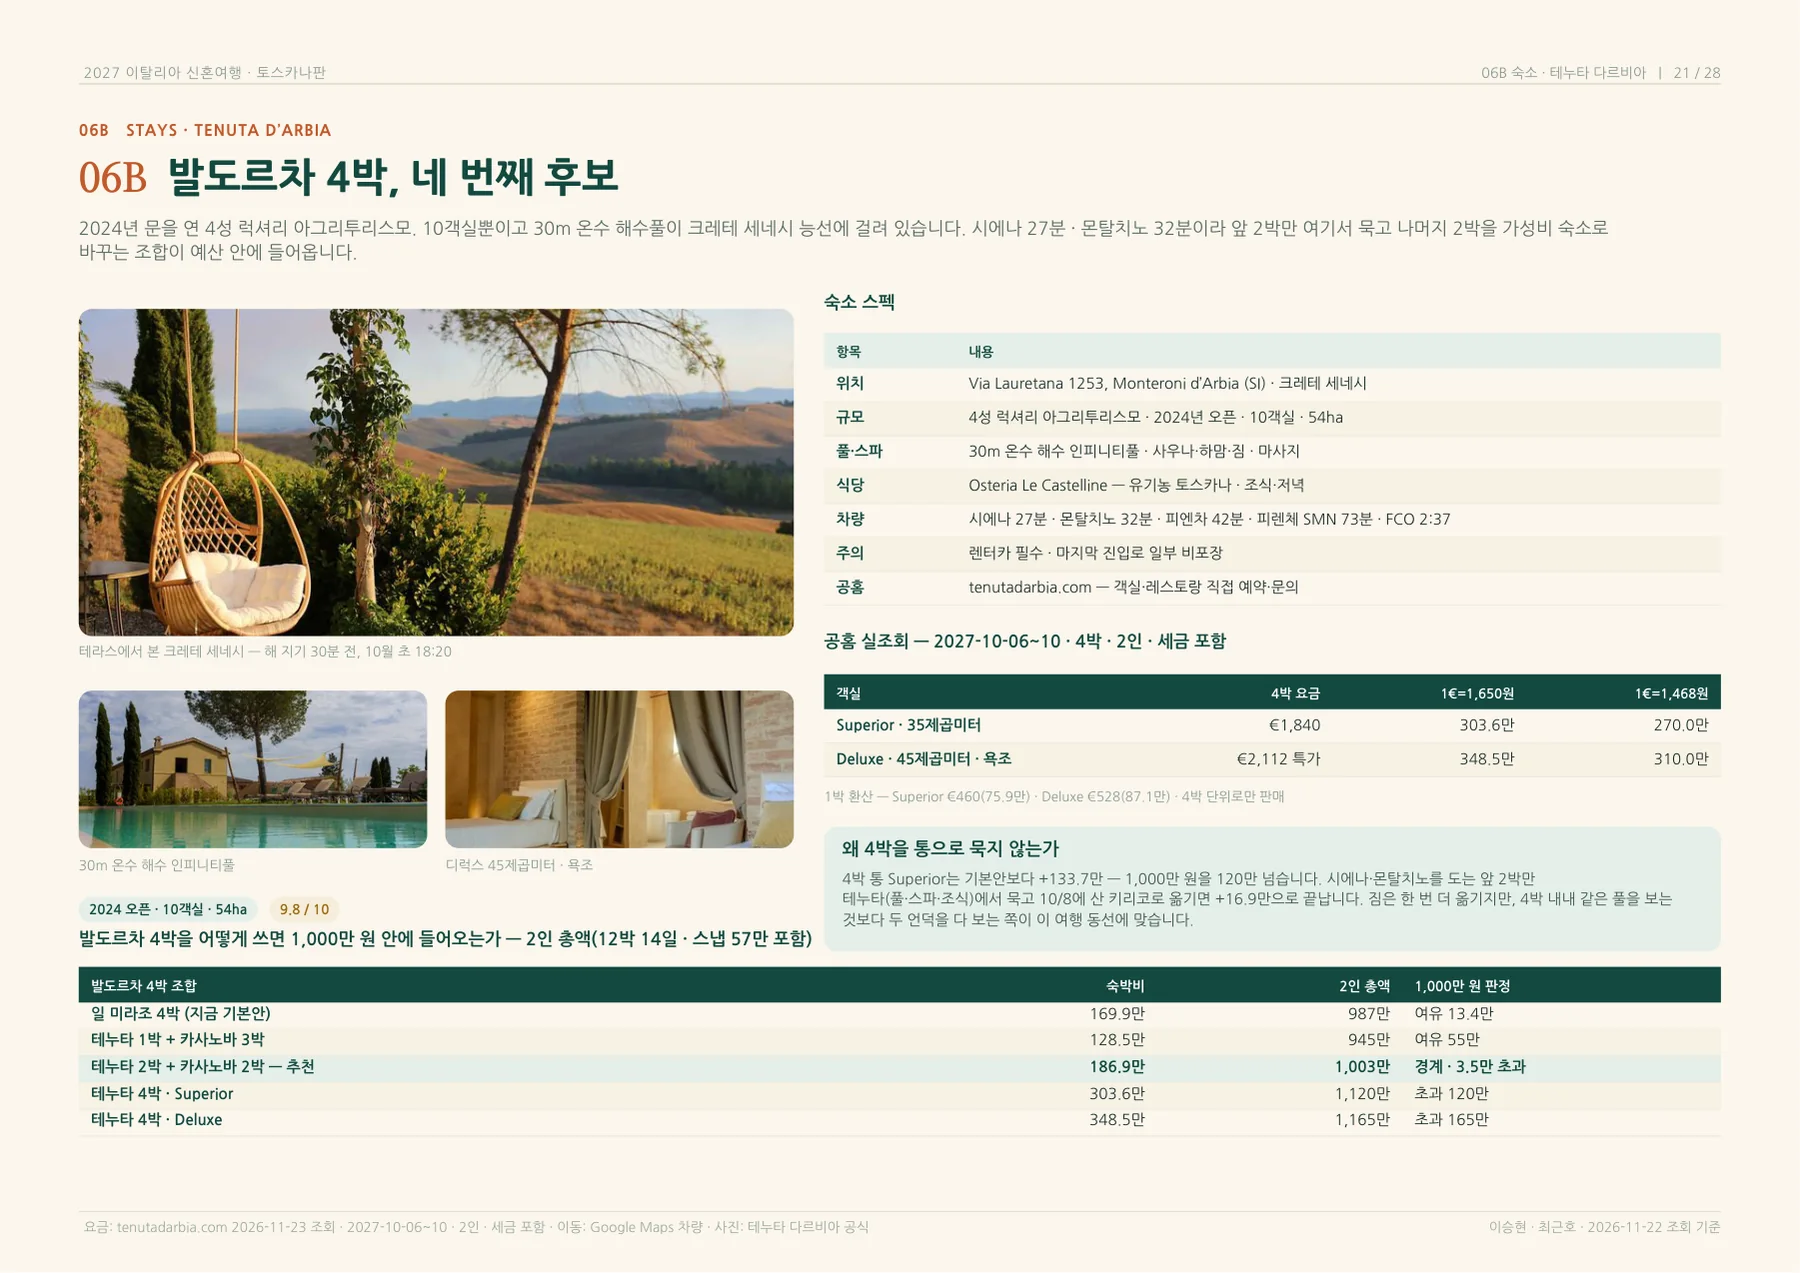 2027 이탈리아 신혼여행 · 토스카나판
06B 숙소 · 테누타 다르비아 | 21 / 28
06B STAYS · TENUTA D'ARBIA
06B 발도르차 4박, 네 번째 후보
2024년 문을 연 4성 럭셔리 아그리투리스모. 10객실뿐이고 30m 온수 해수풀이 크레테 세네시 능선에 걸려 있습니다. 시에나 27분 · 몬탈치노 32분이라 앞 2박만 여기서 묵고 나머지 2박을 가성비 숙소로
바꾸는 조합이 예산 안에 들어옵니다.
테라스에서 본 크레테 세네시 — 해 지기 30분 전, 10월 초 18:20
30m 온수 해수 인피니티풀
디럭스 45제곱미터 · 욕조
2024 오픈 · 10객실 · 54ha
9.8 / 10
숙소 스펙
항목 내용
위치 Via Lauretana 1253, Monteroni d'Arbia (SI) · 크레테 세네시
규모 4성 럭셔리 아그리투리스모 · 2024년 오픈 · 10객실 · 54ha
풀·스파 30m 온수 해수 인피니티풀 · 사우나·하맘·짐 · 마사지
식당 Osteria Le Castelline — 유기농 토스카나 · 조식·저녁
차량 시에나 27분 · 몬탈치노 32분 · 피엔차 42분 · 피렌체 SMN 73분 · FCO 2:37
주의 렌터카 필수 · 마지막 진입로 일부 비포장
공홈 tenutadarbia.com — 객실·레스토랑 직접 예약·문의
공홈 실조회 — 2027-10-06~10 · 4박 · 2인 · 세금 포함
객실 4박 요금 1€=1,650원 1€=1,468원
Superior · 35제곱미터 €1,840 303.6만 270.0만
Deluxe · 45제곱미터 · 욕조 €2,112 특가 348.5만 310.0만
1박 환산 — Superior €460(75.9만) · Deluxe €528(87.1만) · 4박 단위로만 판매
왜 4박을 통으로 묵지 않는가
4박 통 Superior는 기본안보다 +133.7만 — 1,000만 원을 120만 넘습니다. 시에나·몬탈치노를 도는 앞 2박만
테누타(풀·스파·조식)에서 묵고 10/8에 산 키리코로 옮기면 +16.9만으로 끝납니다. 짐은 한 번 더 옮기지만, 4박 내내 같은 풀을 보는
것보다 두 언덕을 다 보는 쪽이 이 여행 동선에 맞습니다.
발도르차 4박을 어떻게 쓰면 1,000만 원 안에 들어오는가 — 2인 총액(12박 14일 · 스냅 57만 포함)
발도르차 4박 조합 숙박비 2인 총액 1,000만 원 판정
일 미라조 4박 (지금 기본안) 169.9만 987만 여유 13.4만
테누타 1박 + 카사노바 3박 128.5만 945만 여유 55만
테누타 2박 + 카사노바 2박 — 추천 186.9만 1,003만 경계 · 3.5만 초과
테누타 4박 · Superior 303.6만 1,120만 초과 120만
테누타 4박 · Deluxe 348.5만 1,165만 초과 165만
요금: tenutadarbia.com 2026-11-23 조회 · 2027-10-06~10 · 2인 · 세금 포함 · 이동: Google Maps 차량 · 사진: 테누타 다르비아 공식
이승현 · 최근호 · 2026-11-22 조회 기준